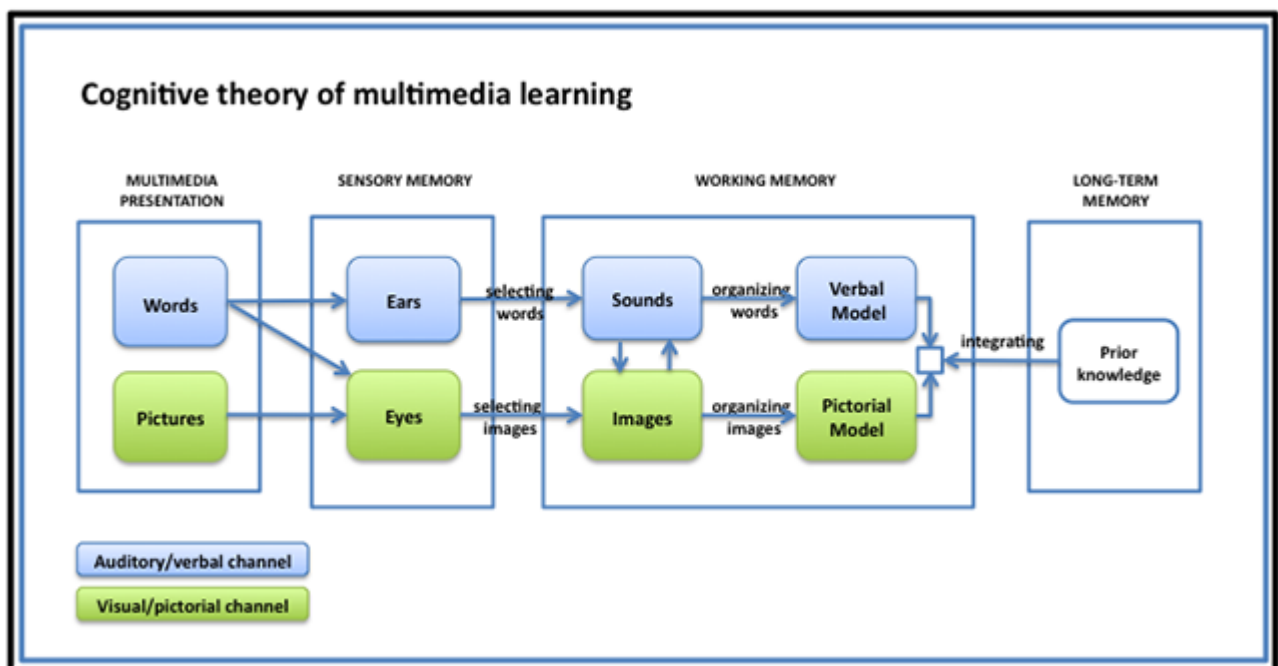 Cognitive theory of multimedia learning
MULTIMEDIA
PRESENTATION
SENSORY MEMORY
WORKING MEMORY
LONG-TERM
MEMORY
Words
Pictures
Ears
Eyes
selecting
words
selecting
images
Sounds
Images
organizing
words
organizing
images
Verbal
Model
Pictorial
Model
integrating
Prior
knowledge
Auditory/verbal channel
Visual/pictorial channel